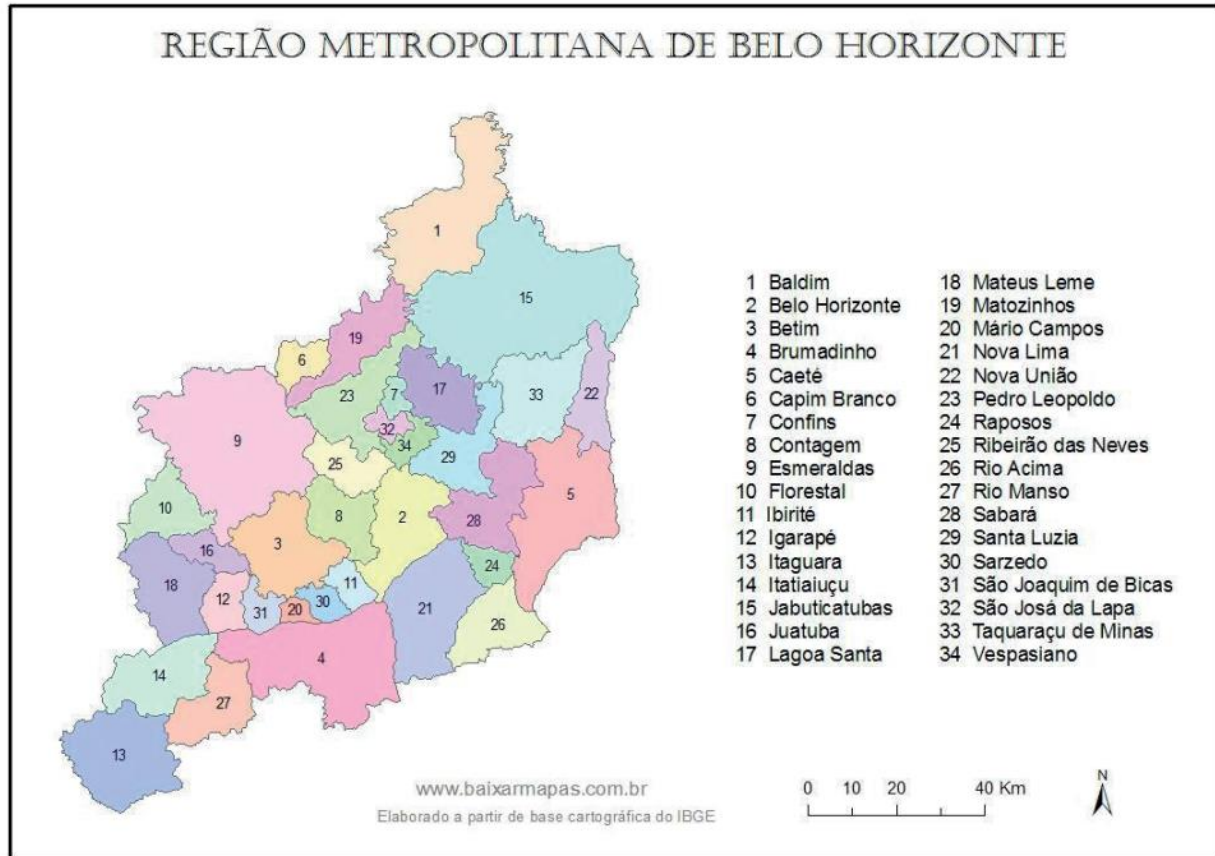 REGIÃO METROPOLITANA DE BELO HORIZONTE
1
15
19
6
17
33
22
23
7
32
34
9
29
25
5
10
8
2
28
16
3
24
18
11
12
31
20
30
21
26
4
14
27
13
1 Baldim
2 Belo Horizonte
3 Betim
4 Brumadinho
5 Caeté
6 Capim Branco
7 Confins
8 Contagem
9 Esmeraldas
10 Florestal
11 Ibirité
12 Igarapé
13 Itaguara
14 Itatiaiuçu
15 Jabuticatubas
16 Juatuba
17 Lagoa Santa
18 Mateus Leme
19 Matozinhos
20 Mário Campos
21 Nova Lima
22 Nova União
23 Pedro Leopoldo
24 Raposos
25 Ribeirão das Neves
26 Rio Acima
27 Rio Manso
28 Sabará
29 Santa Luzia
30 Sarzedo
31 São Joaquim de Bicas
32 São Josá da Lapa
33 Taquaraçu de Minas
34 Vespasiano
www.baixarmapas.com.br
Elaborado a partir de base cartográfica do IBGE
0 10 20 40 Km
N